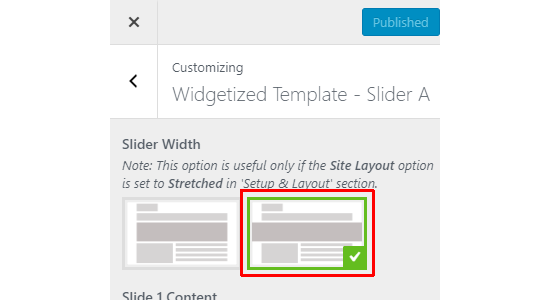 Published
Customizing
Widgetized Template - Slider A
Slider Width
Note: This option is useful only if the Site Layout option
is set to Stretched in 'Setup & Layout' section.
Slide 1 Content